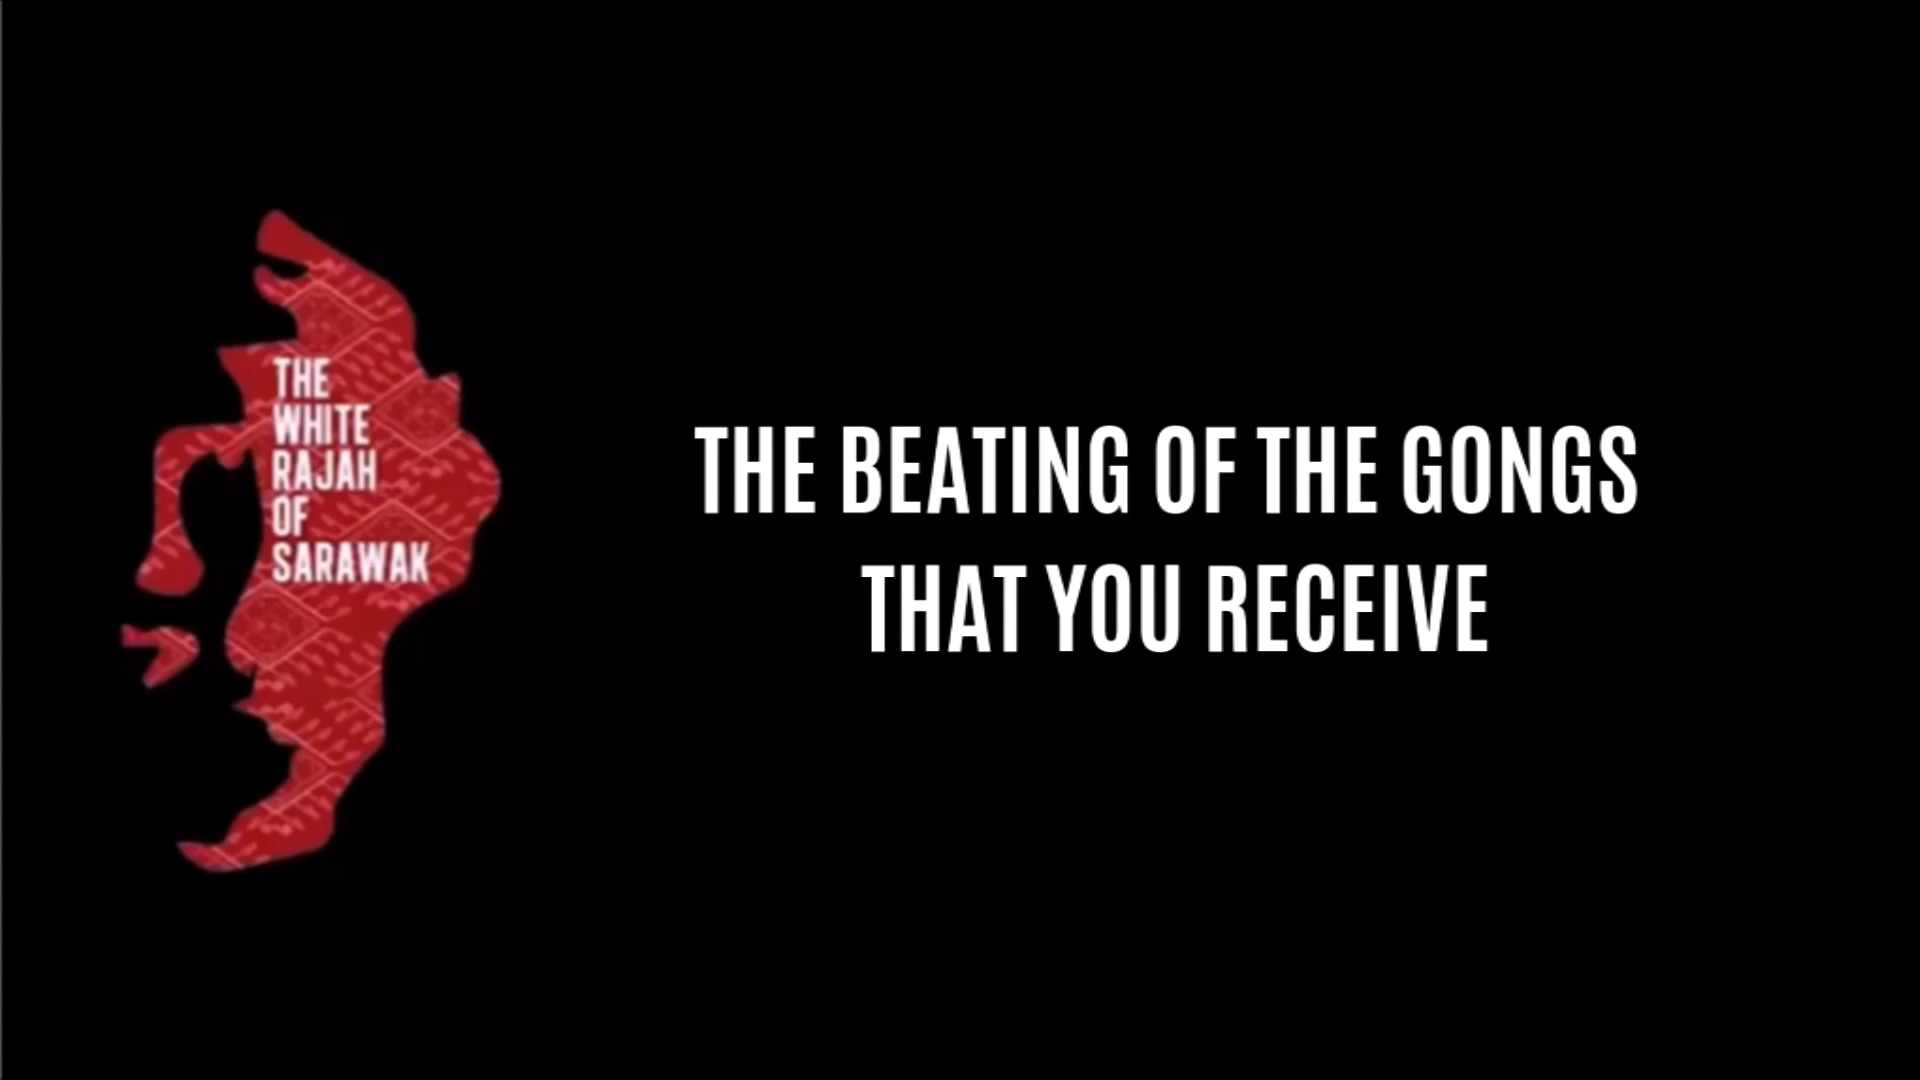 THE
WHITE
RAJAH
OF
SARAWAK
THE BEATING OF THE GONGS
THAT YOU RECEIVE